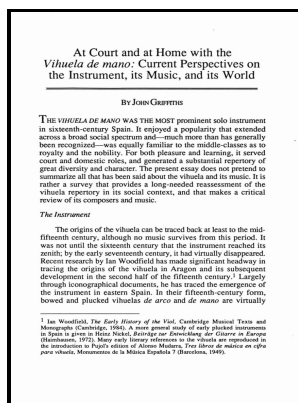 At Court and at Home with the
Vihuela de mano: Current Perspectives on
the Instrument, its Music, and its World
BY JOHN GRIFFITHS
THE VIHUELA DE MANO WAS THE MOST prominent solo instrument
in sixteenth-century Spain. It enjoyed a popularity that extended
across a broad social spectrum and—much more than has generally
been recognized—was equally familiar to the middle-classes as to
royalty and the nobility. For both pleasure and learning, it served
court and domestic roles, and generated a substantial repertory of
great diversity and character. The present essay does not pretend to
summarize all that has been said about the vihuela and its music. It is
rather a survey that provides a long-needed reassessment of the
vihuela repertory in its social context, and that makes a critical
review of its composers and music.
The Instrument
The origins of the vihuela can be traced back at least to the mid-
fifteenth century, although no music survives from this period. It
was not until the sixteenth century that the instrument reached its
zenith; by the early seventeenth century, it had virtually disappeared.
Recent research by Ian Woodfield has made significant headway in
tracing the origins of the vihuela in Aragon and its subsequent
development in the second half of the fifteenth century.1 Largely
through iconographical documents, he has traced the emergence of
the instrument in eastern Spain. In their fifteenth-century form,
bowed and plucked vihuelas de arco and de mano are virtually
1 Ian Woodfield, The Early History of the Viol, Cambridge Musical Texts and
Monographs (Cambridge, 1984). A more general study of early plucked instruments
in Spain is given in Heinz Nickel, Beiträge zur Entwicklung der Gitarre in Europa
(Haimhausen, 1972). Many early literary references to the vihuela are reproduced in
the introduction to Pujol's edition of Alonso Mudarra, Tres libros de música en cifra
para vihuela, Monumentos de la Música Española 7 (Barcelona, 1949).